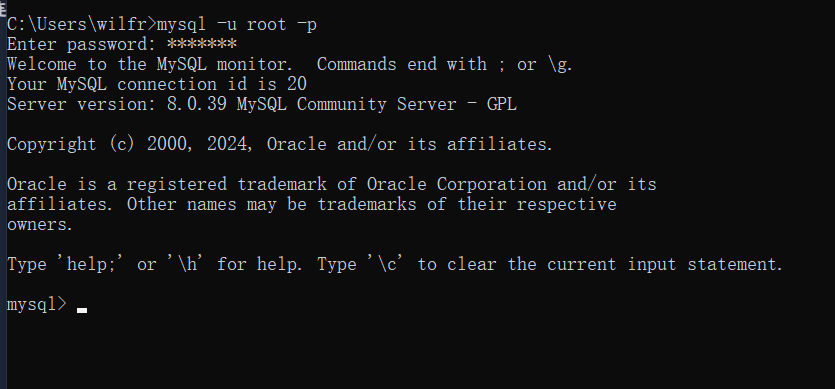 C:\Users\wilfr>mysql -u root -p
Enter password: *******
Welcome to the MySQL monitor.  Commands end with ; or \g.
Your MySQL connection id is 20
Server version: 8.0.39 MySQL Community Server - GPL
Copyright (c) 2000, 2024, Oracle and/or its affiliates.
Oracle is a registered trademark of Oracle Corporation and/or its
affiliates. Other names may be trademarks of their respective
owners.
Type 'help;' or '\h' for help. Type '\c' to clear the current input statement.
mysql>